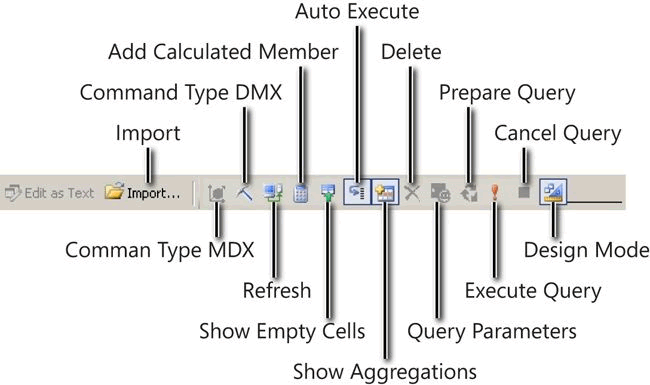 Auto Execute
Add Calculated Member
Delete
Command Type DMX
Prepare Query
Import
Cancel Query
Edit as Text
Import...
Comman Type MDX
Design Mode
Refresh
Execute Query
Show Empty Cells
Query Parameters
Show Aggregations